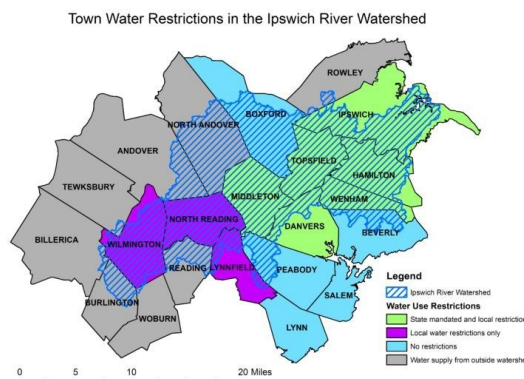 Town Water Restrictions in the Ipswich River Watershed
ROWLEY
BOXFORD
IPSWICH
NORTH ANDOVER
ANDOVER
TOPSFIELD
HAMILTON
TEWKSBURY
MIDDLETON
WENHAM
NORTH READING
DANVERS
BEVERLY
BILLERICA
WILMINGTON
READING
LYNNFIELD
PEABODY
SALEM
BURLINGTON
WOBURN
LYNN
Legend
Ipswich River Watershed
Water Use Restrictions
State mandated and local restriction
Local water restrictions only
No restrictions
Water supply from outside watershe
0 5 10 20 Miles